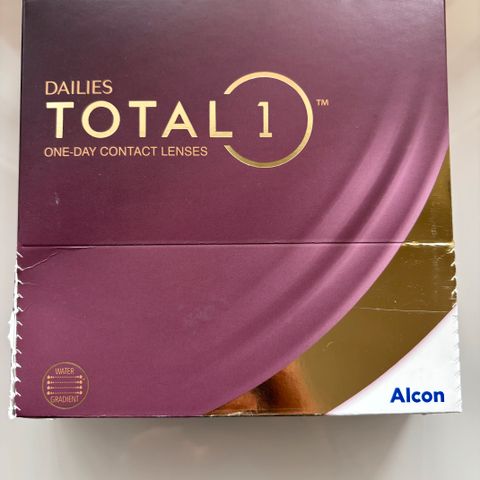 DAILIES
TOTAL 1™
ONE-DAY CONTACT LENSES
WATER
GRADIENT
Alcon